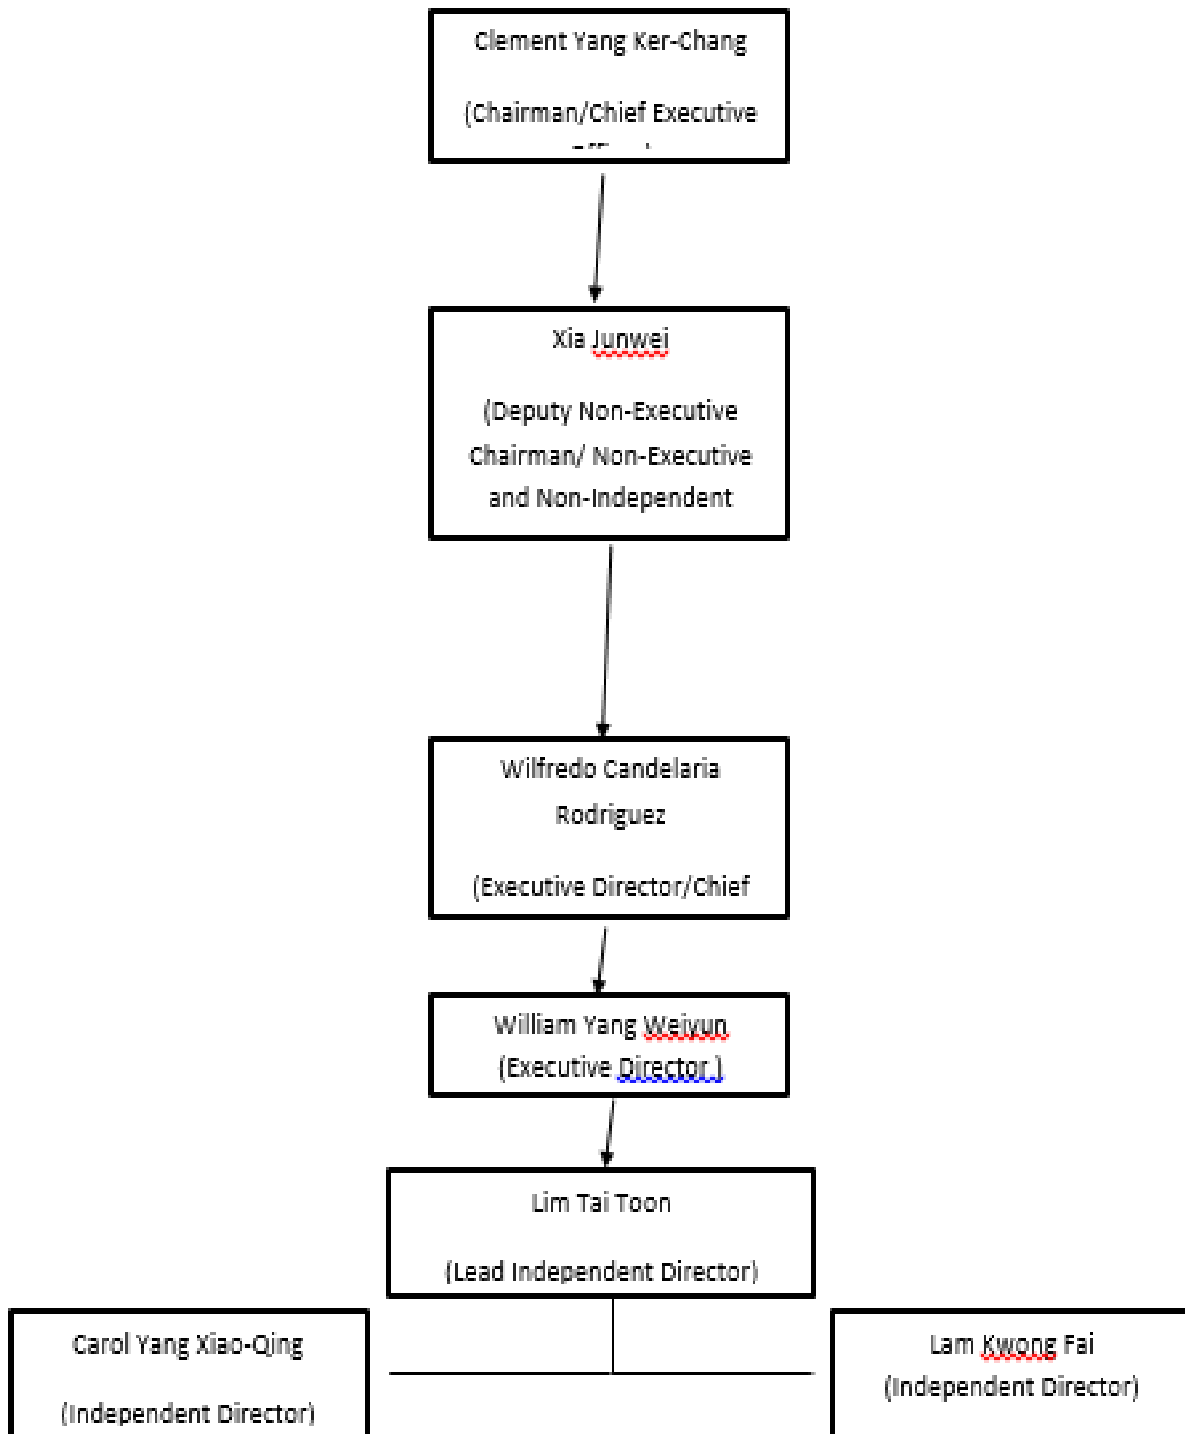 Clement Yang Ker-Chang
(Chairman/Chief Executive
Xia Junwei
(Deputy Non-Executive
Chairman/ Non-Executive
and Non-Independent
Wilfredo Candelaria
Rodriguez
(Executive Director/Chief
William Yang Weiyun
(Executive Director )
Lim Tai Toon
(Lead Independent Director)
Carol Yang Xiao-Qing
(Independent Director)
Lam Kwong Fai
(Independent Director)